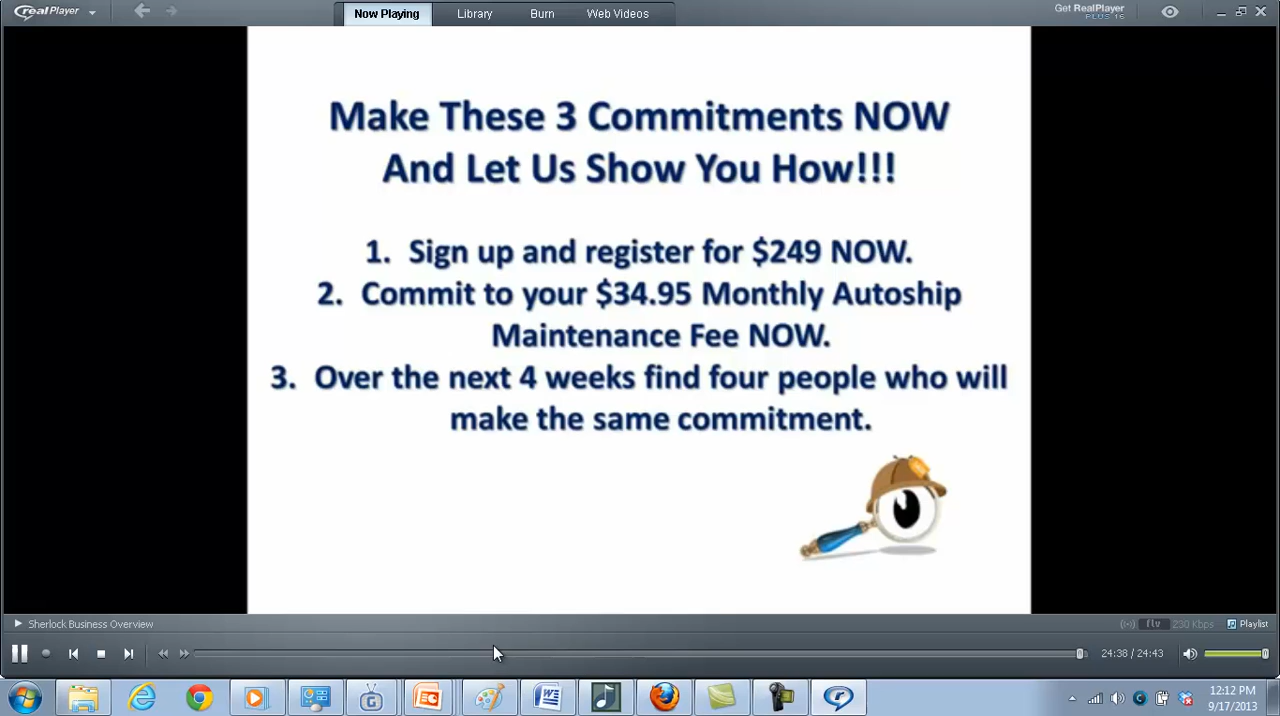 realPlayer
Now Playing
Library
Burn
Web Videos
Get RealPlayer
Make These 3 Commitments NOW
And Let Us Show You How!!!
1. Sign up and register for $249 NOW.
2. Commit to your $34.95 Monthly Autoship
Maintenance Fee NOW.
3. Over the next 4 weeks find four people who will
make the same commitment.
Sherlock Business Overview
flv 230 Kbps Playlist
24:38 / 24:43
12:12 PM
9/17/2013